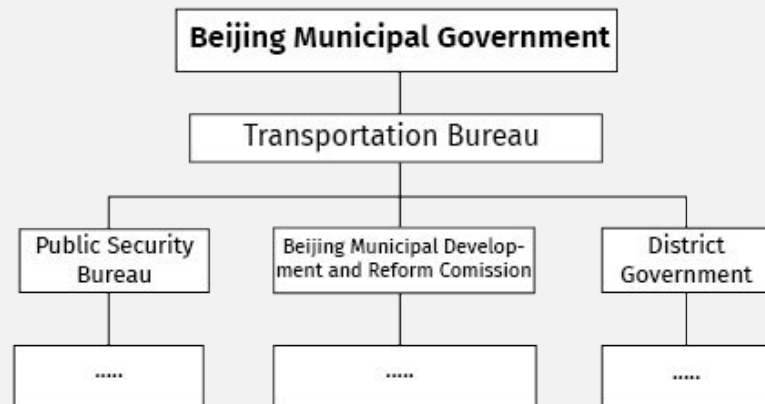 Beijing Municipal Government
Transportation Bureau
Public Security
Bureau
Beijing Municipal Develop-
ment and Reform Comission
District
Government
.....
.....
.....